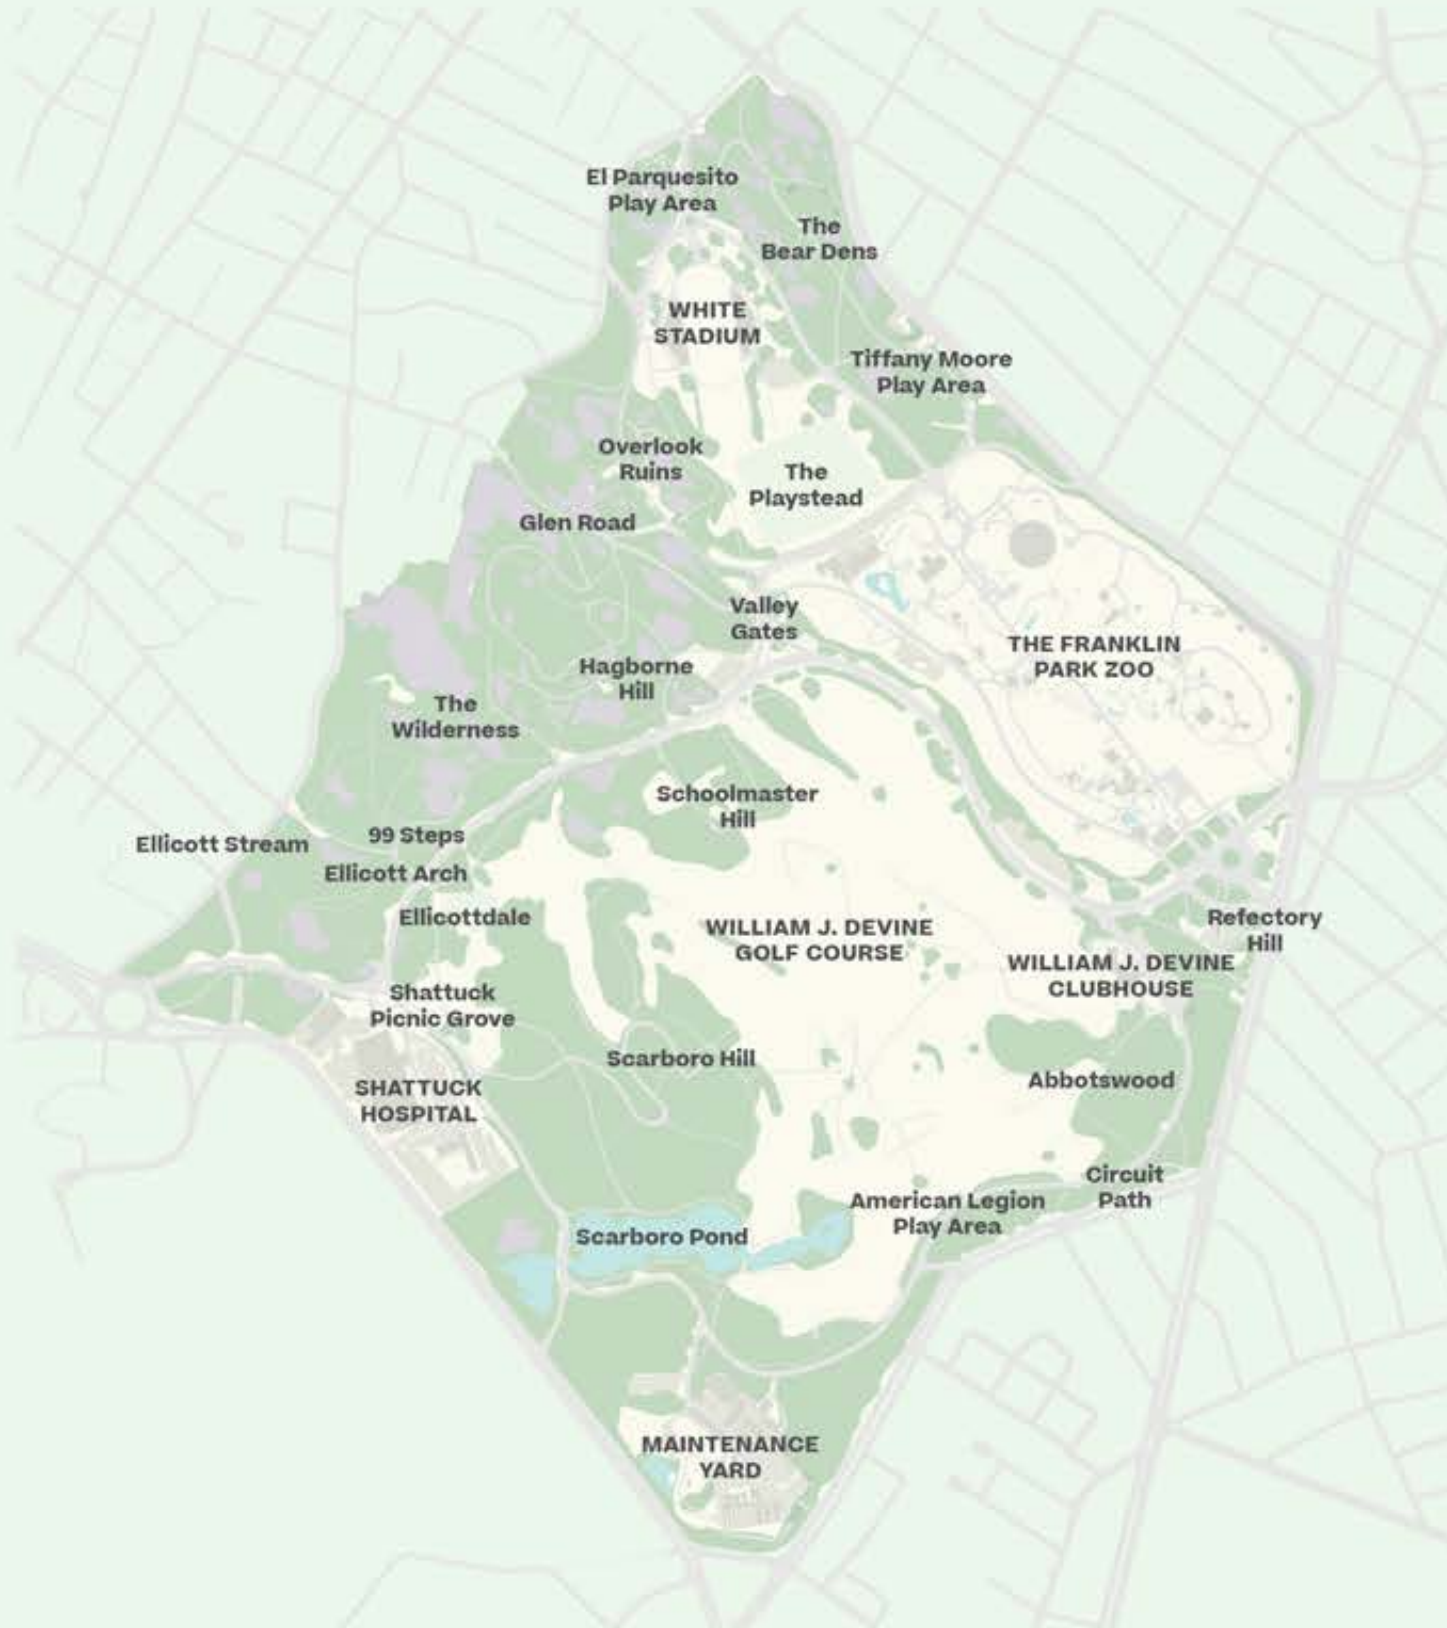 El Parquesito
Play Area
The
Bear Dens
WHITE
STADIUM
Tiffany Moore
Play Area
Overlook
Ruins
The
Playstead
Glen Road
Valley
Gates
THE FRANKLIN
PARK ZOO
Hagborne
Hill
The
Wilderness
Schoolmaster
Hill
99 Steps
Ellicott Stream
Ellicott Arch
Ellicottdale
WILLIAM J. DEVINE
GOLF COURSE
Refectory
Hill
WILLIAM J. DEVINE
CLUBHOUSE
Shattuck
Picnic Grove
Scarboro Hill
Abbotswood
SHATTUCK
HOSPITAL
Circuit
Path
American Legion
Play Area
Scarboro Pond
MAINTENANCE
YARD